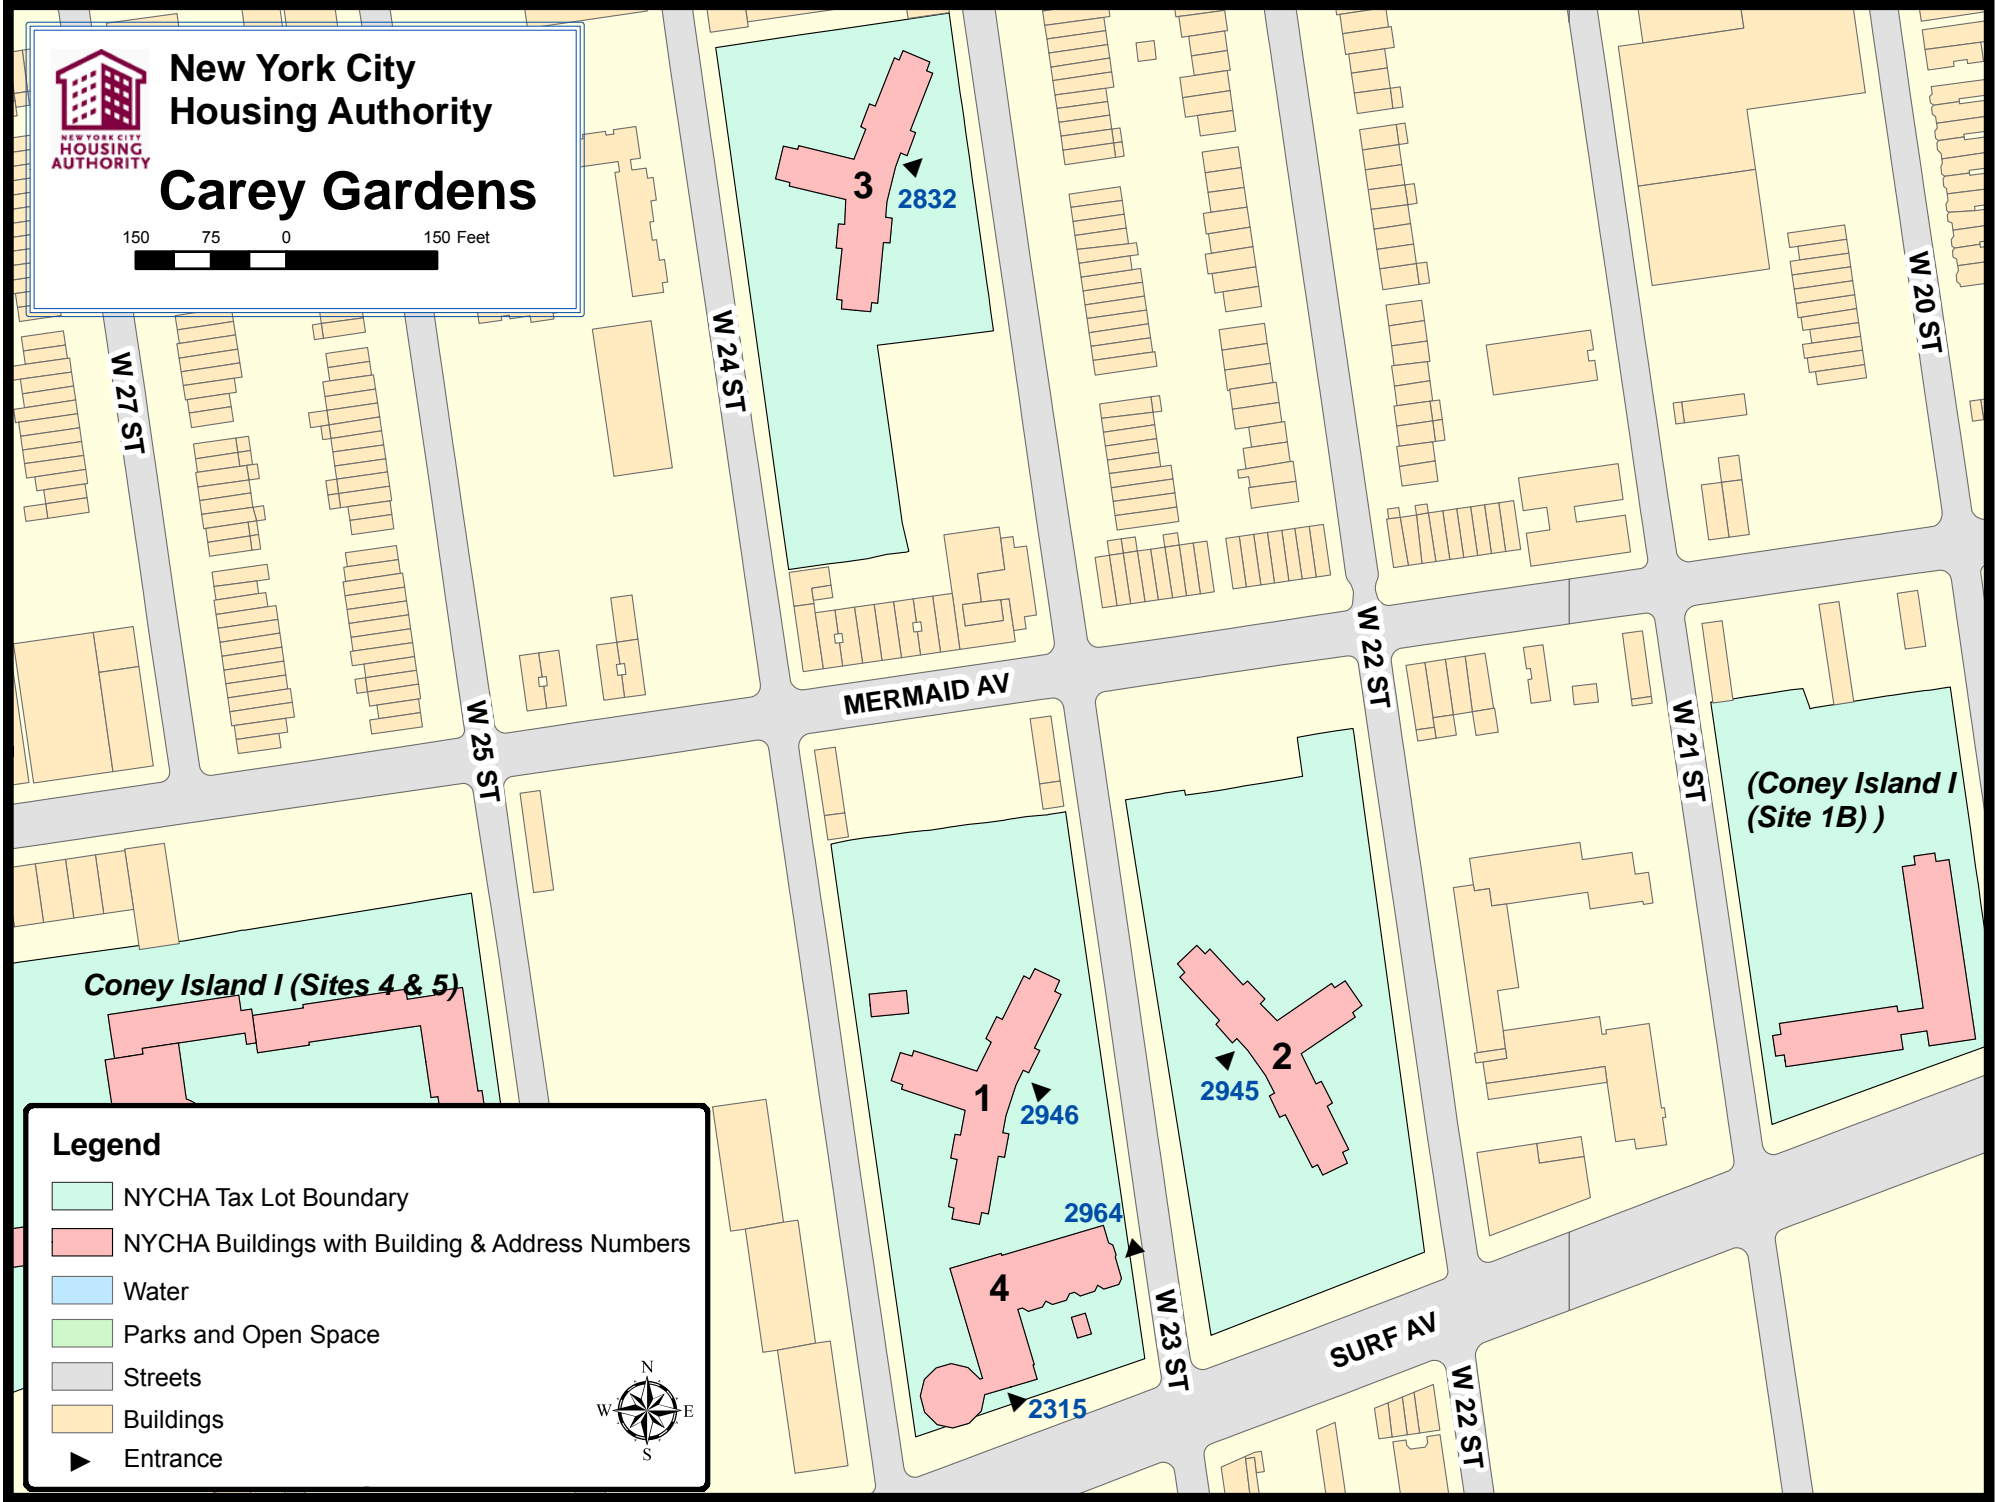 New York City
Housing Authority
NEW YORK CITY
HOUSING
AUTHORITY
Carey Gardens
150 75 0 150 Feet
3
2832
W 24 ST
W 20 ST
W 27 ST
W 22 ST
MERMAID AV
W 25 ST
W 21 ST
(Coney Island I
(Site 1B) )
Coney Island I (Sites 4 & 5)
1
2946
2
2945
2964
4
2315
W 23 ST
SURF AV
W 22 ST
Legend
NYCHA Tax Lot Boundary
NYCHA Buildings with Building & Address Numbers
Water
Parks and Open Space
Streets
Buildings
Entrance
N
W E
S